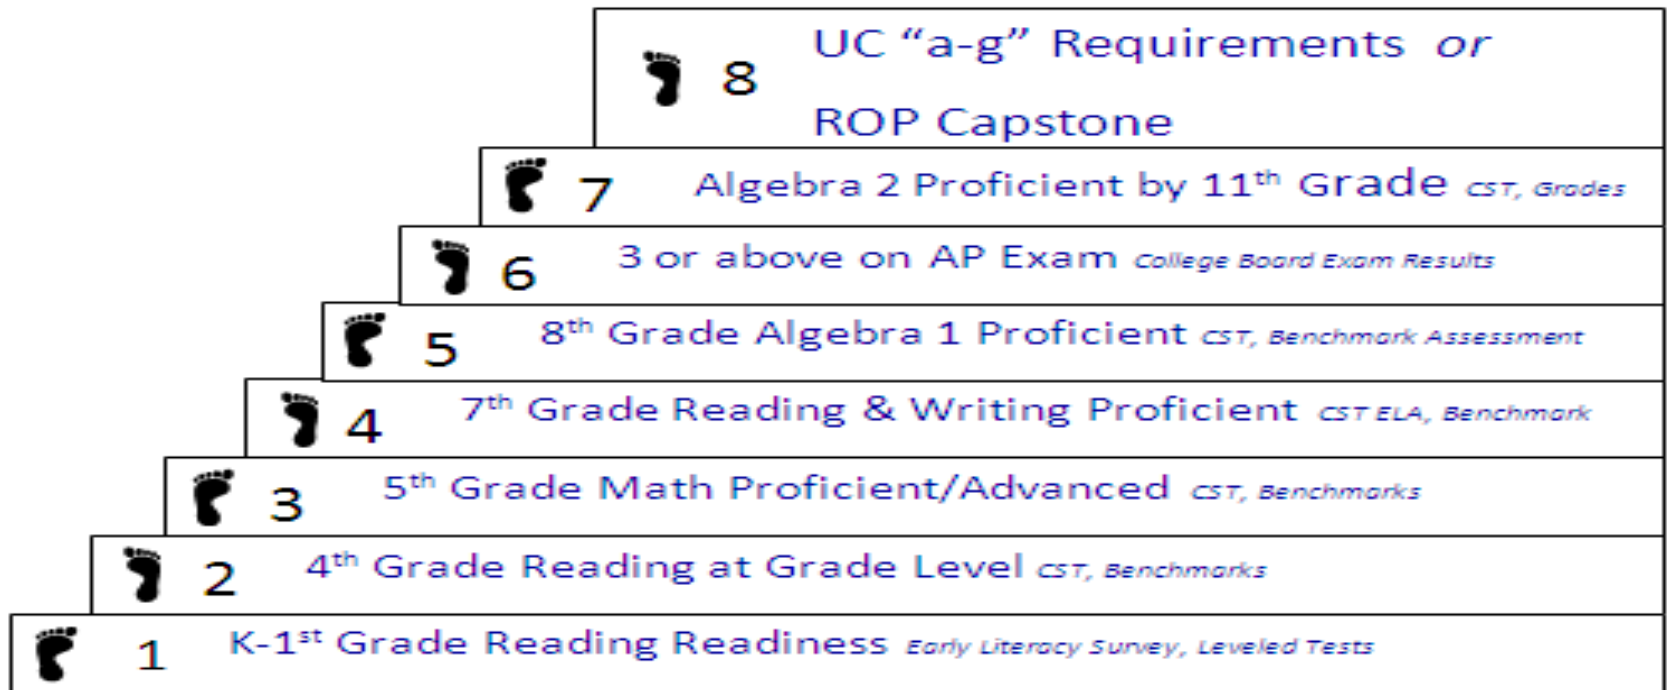 8 UC “a-g” Requirements or
ROP Capstone
7 Algebra 2 Proficient by 11th Grade CST, Grades
6 3 or above on AP Exam College Board Exam Results
5 8th Grade Algebra 1 Proficient CST, Benchmark Assessment
4 7th Grade Reading & Writing Proficient CST ELA, Benchmark
3 5th Grade Math Proficient/Advanced CST, Benchmarks
2 4th Grade Reading at Grade Level CST, Benchmarks
1 K-1st Grade Reading Readiness Early Literacy Survey, Leveled Tests